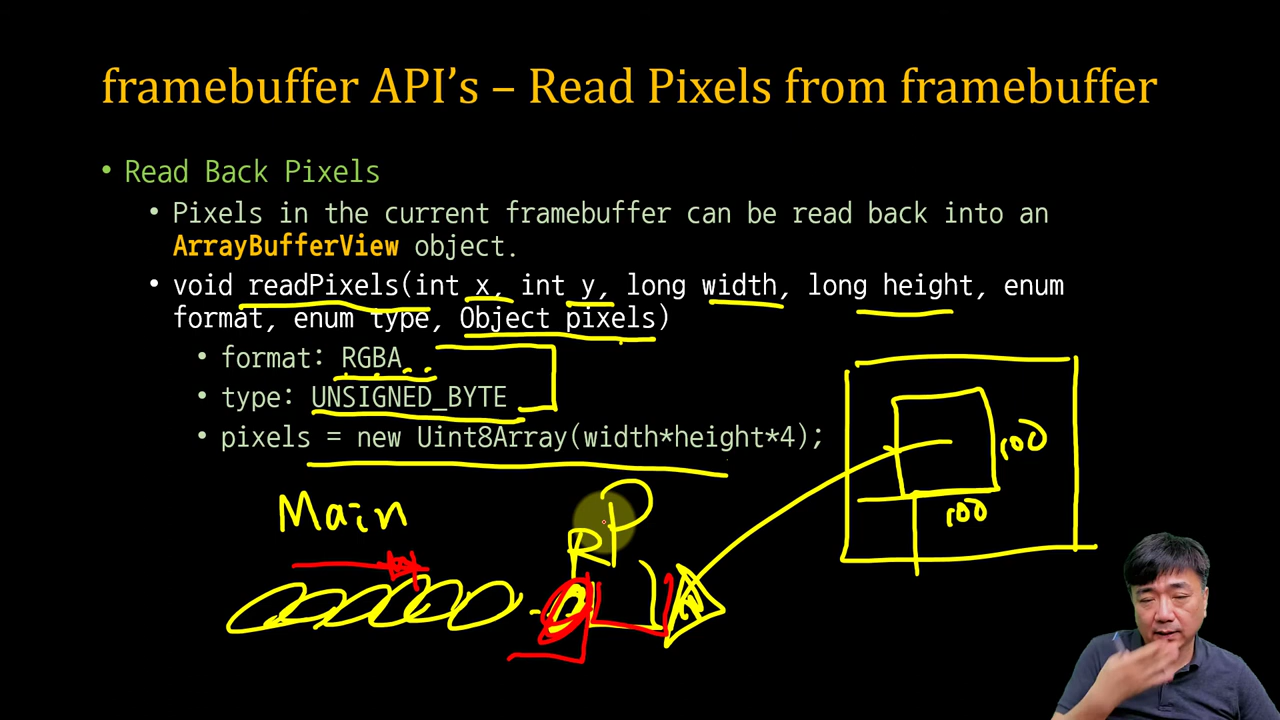 framebuffer API’s – Read Pixels from framebuffer
• Read Back Pixels
• Pixels in the current framebuffer can be read back into an
ArrayBufferView object.
• void readPixels(int x, int y, long width, long height, enum
format, enum type, Object pixels)
• format: RGBA
• type: UNSIGNED_BYTE
• pixels = new Uint8Array(width*height*4);
100
100
Main
P
R